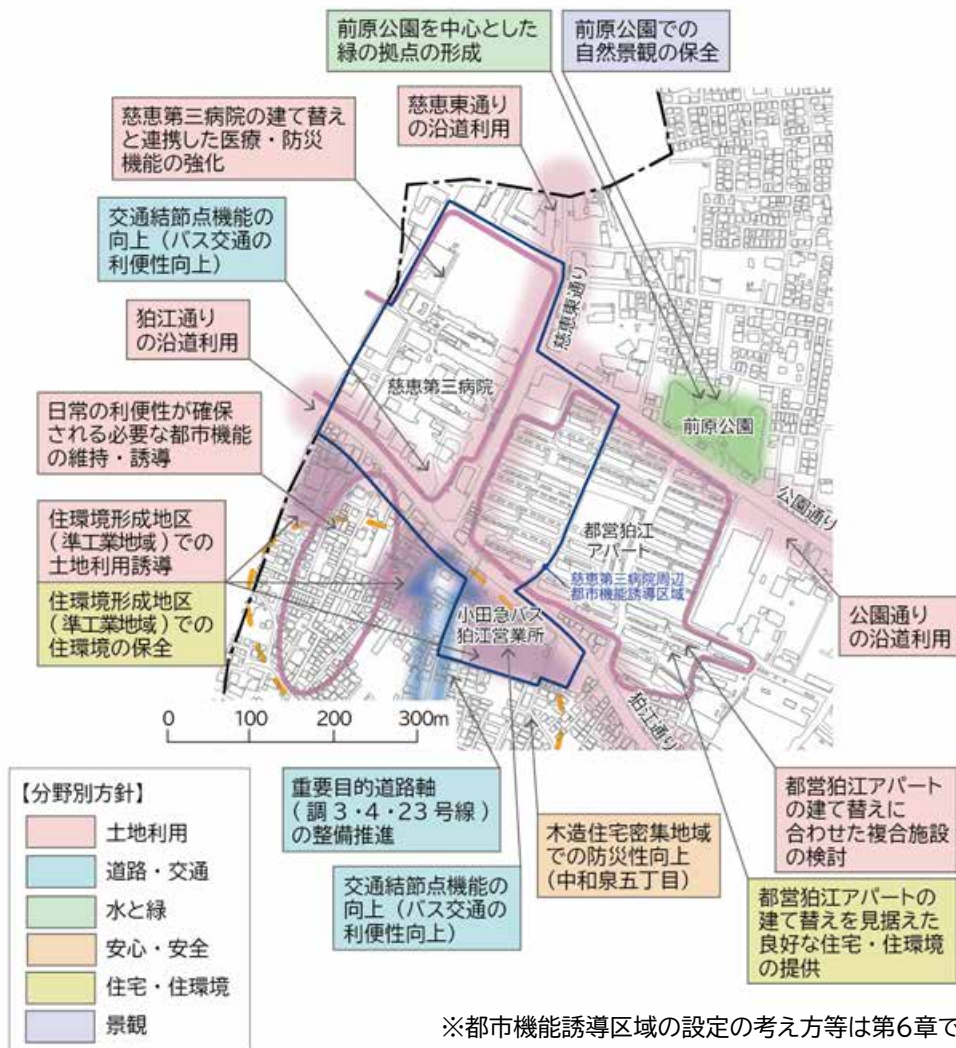 前原公園を中心とした
緑の拠点の形成
前原公園での
自然景観の保全
慈恵第三病院の建て替え
と連携した医療・防災
機能の強化
慈恵東通り
の沿道利用
交通結節点機能の
向上（バス交通の
利便性向上）
狛江通り
の沿道利用
日常の利便性が確保
される必要な都市機能
の維持・誘導
住環境形成地区
（準工業地域）での
土地利用誘導
住環境形成地区
（準工業地域）での
住環境の保全
慈恵東通り
慈恵第三病院
前原公園
公園通り
都営狛江
アパート
慈恵第三病院周辺
都市機能誘導区域
小田急バス
狛江営業所
狛江通り
公園通り
の沿道利用
0 100 200 300m
重要目的道路軸
（調3・4・23号線）
の整備推進
交通結節点機能の
向上（バス交通の
利便性向上）
木造住宅密集地域
での防災性向上
（中和泉五丁目）
都営狛江アパート
の建て替えに
合わせた複合施設
の検討
都営狛江アパートの
建て替えを見据えた
良好な住宅・住環境
の提供
【分野別方針】
土地利用
道路・交通
水と緑
安心・安全
住宅・住環境
景観
※都市機能誘導区域の設定の考え方等は第6章で